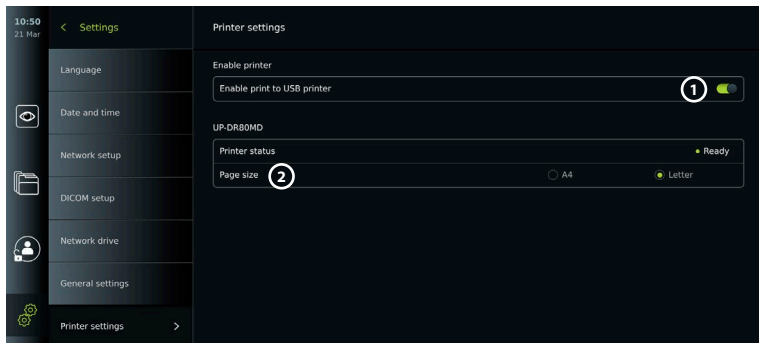 10:50
21 Mar
< Settings
Language
Date and time
Network setup
DICOM setup
Network drive
General settings
Printer settings >
Printer settings
Enable printer
Enable print to USB printer 1
UP-DR80MD
Printer status Ready
Page size 2 A4 Letter